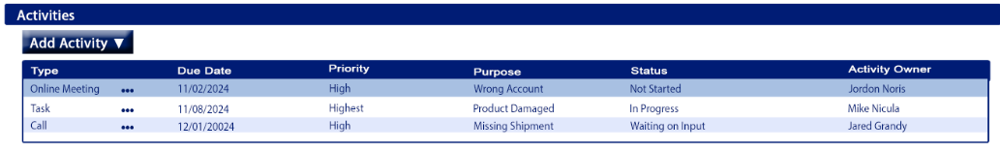 Activities
Add Activity ▼
Type Due Date Priority Purpose Status Activity Owner
Online Meeting ••• 11/02/2024 High Wrong Account Not Started Jordon Noris
Task ••• 11/08/2024 Highest Product Damaged In Progress Mike Nicula
Call ••• 12/01/20024 High Missing Shipment Waiting on Input Jared Grandy